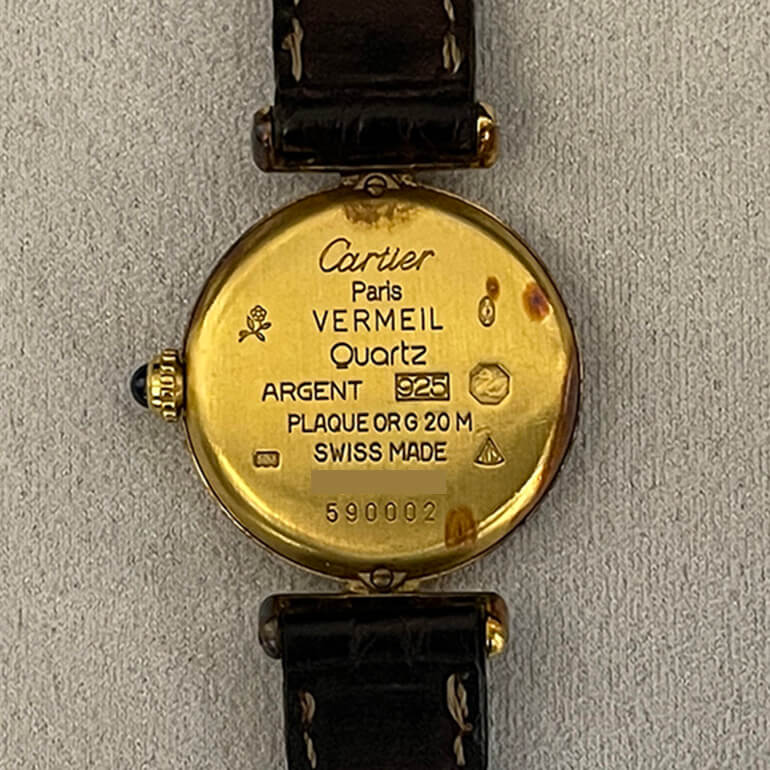 Cartier
Paris
VERMEIL
Quartz
ARGENT 925
PLAQUE OR G 20 M
SWISS MADE
590002